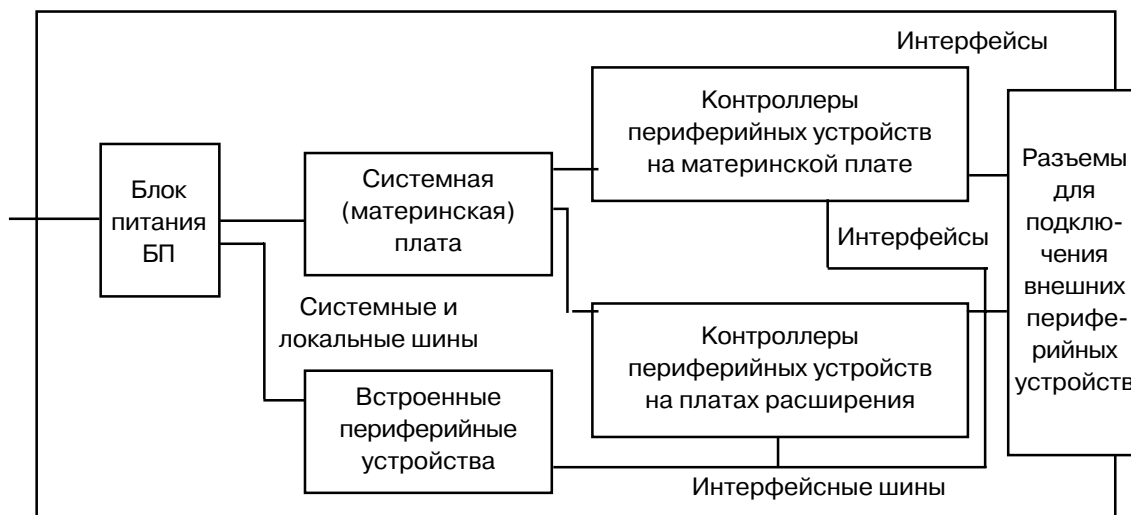 Интерфейсы
Контроллеры
периферийных устройств
на материнской плате
Блок
питания
БП
Системная
(материнская)
плата
Разъемы
для
подклю-
чения
внешних
перифе-
рийных
устройств
Интерфейсы
Системные и
локальные шины
Контроллеры
периферийных устройств
на платах расширения
Встроенные
периферийные
устройства
Интерфейсные шины